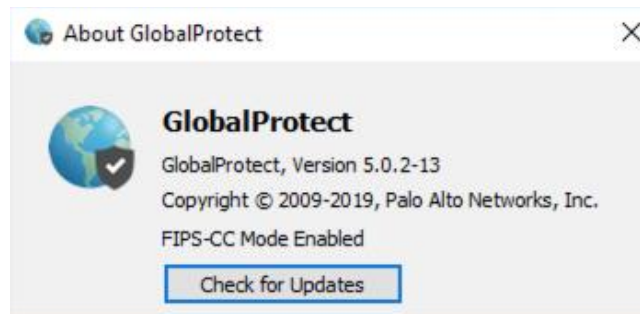 About GlobalProtect
GlobalProtect
GlobalProtect, Version 5.0.2-13
Copyright © 2009-2019, Palo Alto Networks, Inc.
FIPS-CC Mode Enabled
Check for Updates